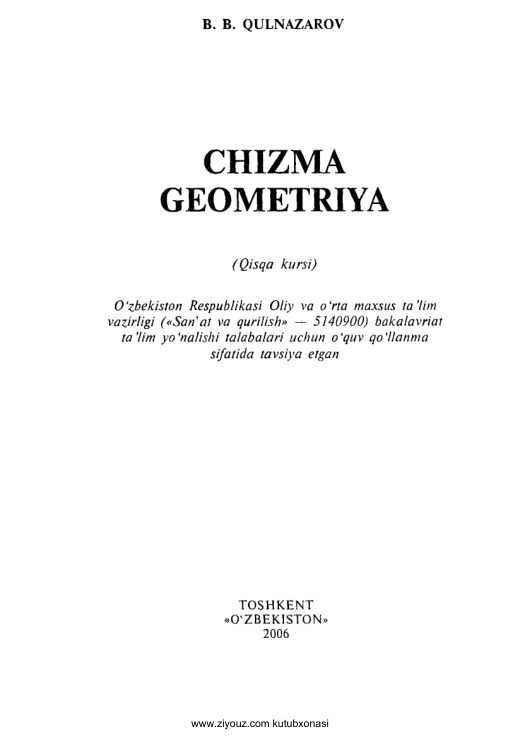 B. B. QULNAZAROV
CHIZMA
GEOMETRIYA
(Qisqa kursi)
O‘zbekiston Respublikasi Oliy va o‘rta maxsus ta’lim
vazirligi («San’at va qurilish» — 5140900) bakalavriat
ta’lim yo‘nalishi talabalari uchun o‘quv qo‘llanma
sifatida tavsiya etgan
TOSHKENT
«O‘ZBEKISTON»
2006
www.ziyouz.com kutubxonasi